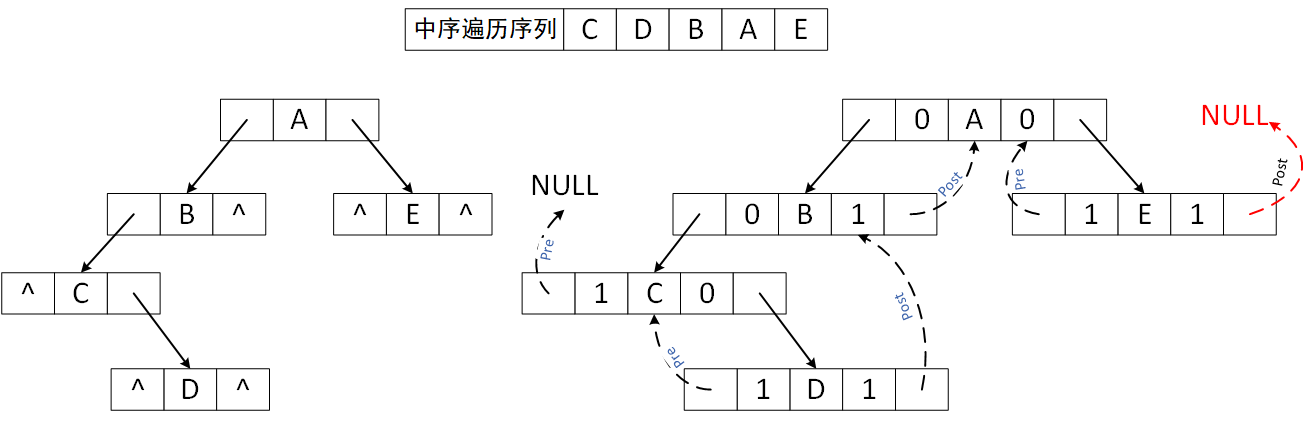 中序遍历序列 C D B A E
A
0 A 0
NULL
NULL
Post
Pre
Post
B ^
^ E ^
0 B 1
1 E 1
Pre
^ C
1 C 0
Post
Pre
^ D ^
1 D 1